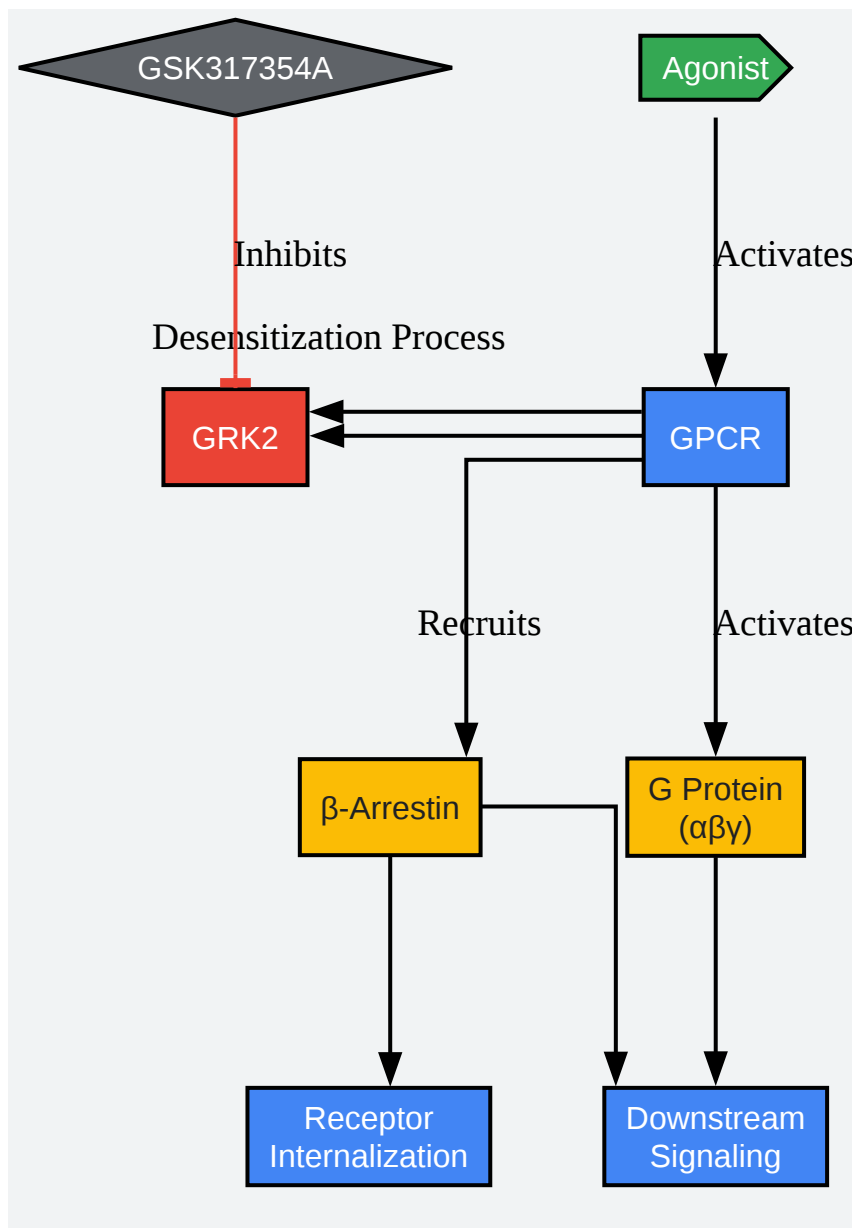 GSK317354A
Agonist
Inhibits
Activates
Desensitization Process
GRK2
GPCR
Recruits
Activates
β-Arrestin
G Protein
(αβγ)
Receptor
Internalization
Downstream
Signaling